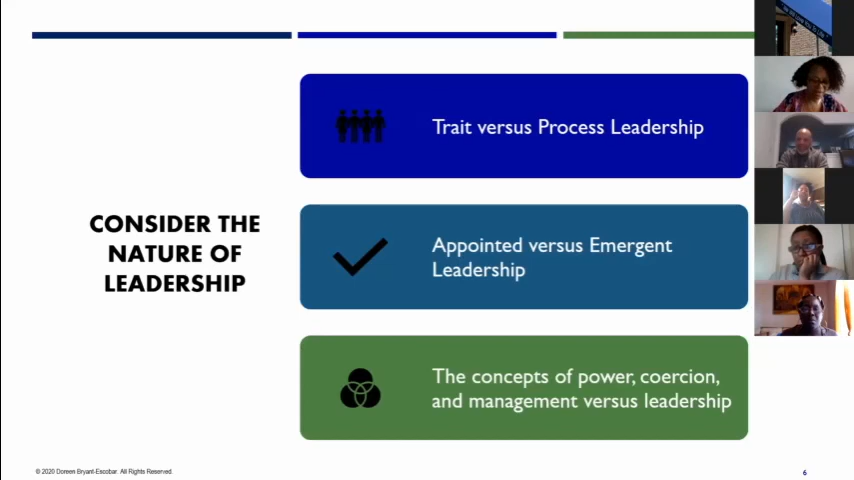 CONSIDER THE
NATURE OF
LEADERSHIP
Trait versus Process Leadership
Appointed versus Emergent
Leadership
The concepts of power, coercion,
and management versus leadership
© 2020 Doreen Bryant-Escobar. All Rights Reserved.
6